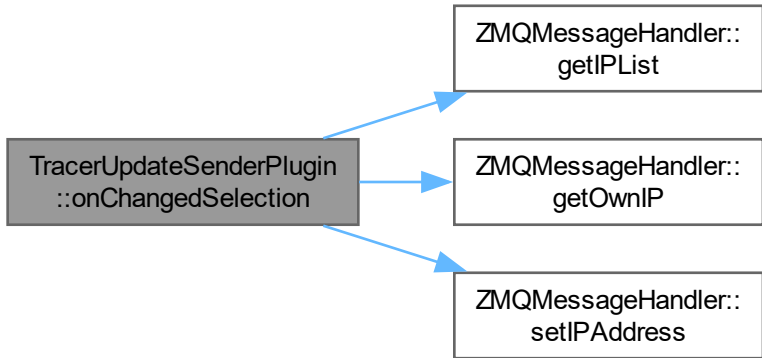 ZMQMessageHandler::
getIPList
TracerUpdateSenderPlugin
::onChangedSelection
ZMQMessageHandler::
getOwnIP
ZMQMessageHandler::
setIPAddress